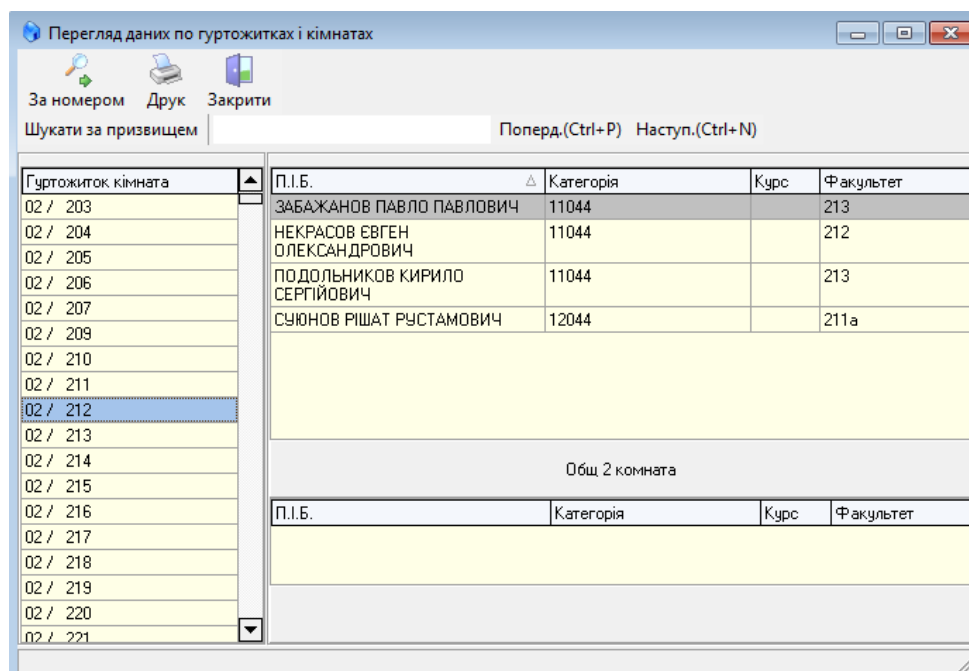 Перегляд даних по гуртожитках і кімнатах
За номером Друк Закрити
Шукати за призвищем Поперд.(Ctrl+P) Наступ.(Ctrl+N)
Гуртожиток кімната
02 / 203
02 / 204
02 / 205
02 / 206
02 / 207
02 / 209
02 / 210
02 / 211
02 / 212
02 / 213
02 / 214
02 / 215
02 / 216
02 / 217
02 / 218
02 / 219
02 / 220
02 / 221
П.І.Б. Категорія Курс Факультет
ЗАБАЖАНОВ ПАВЛО ПАВЛОВИЧ 11044 213
НЕКРАСОВ ЄВГЕН 11044 212
ОЛЕКСАНДРОВИЧ
ПОДОЛЬНИКОВ КИРИЛО 11044 213
СЕРГІЙОВИЧ
СУЮНОВ РІШАТ РУСТАМОВИЧ 12044 211а
Общ 2 комната
П.І.Б. Категорія Курс Факультет